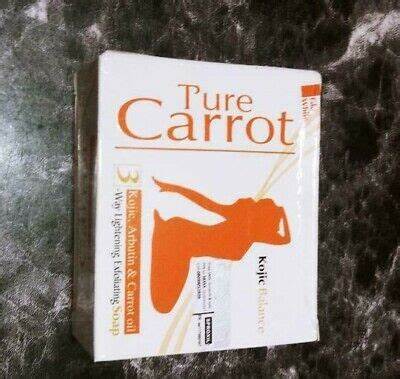 Pure
Carrot
3
Kojic, Arbutin & Carrot oil
-Way Lightening Exfoliating Soap
Kojic Balance